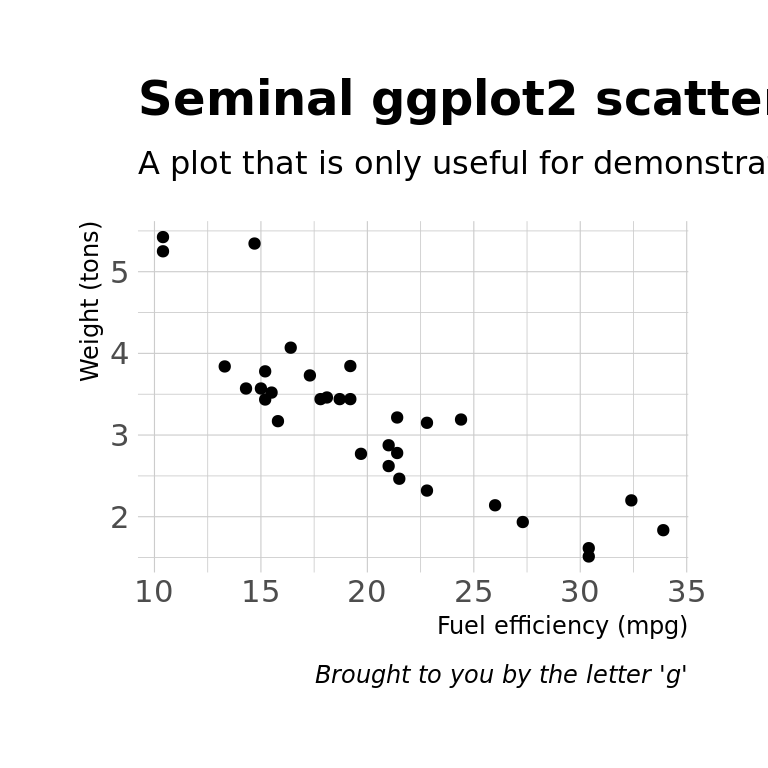 Seminal ggplot2 scatter
A plot that is only useful for demonstra
Weight (tons)
5
4
3
2
10 15 20 25 30 35
Fuel efficiency (mpg)
Brought to you by the letter 'g'